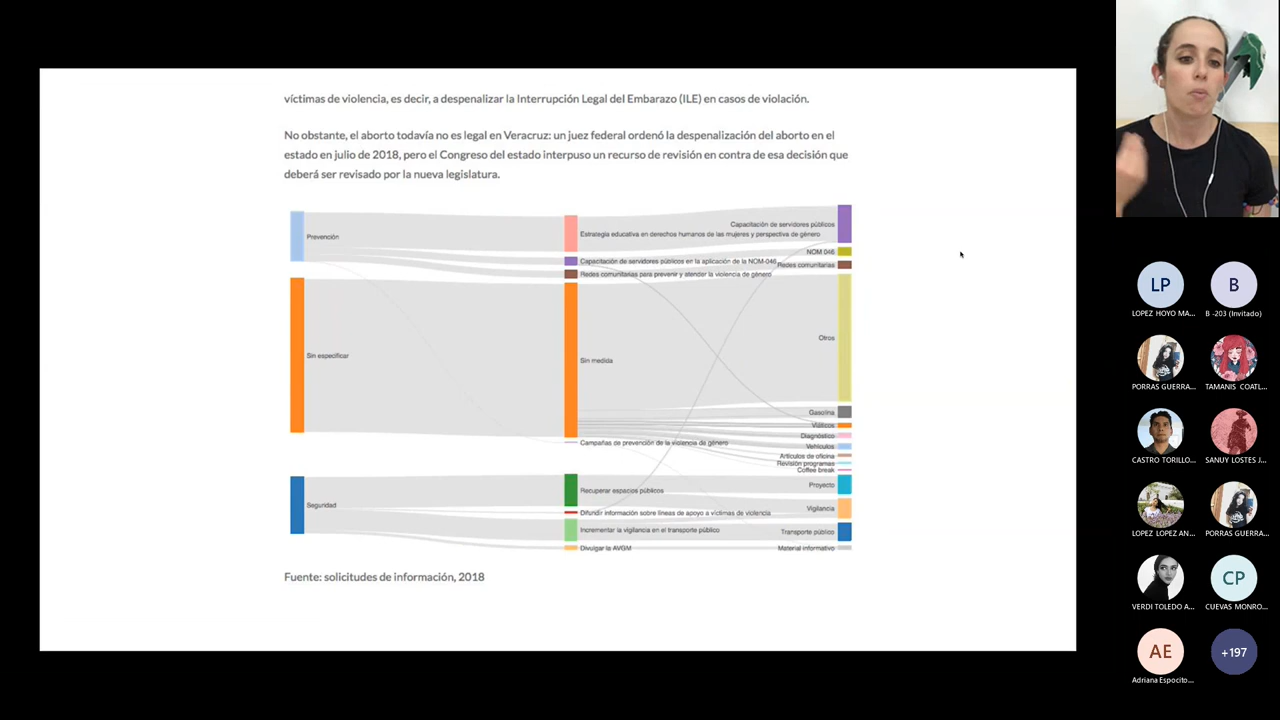 víctimas de violencia, es decir, a despenalizar la Interrupción Legal del Embarazo (ILE) en casos de violación.
No obstante, el aborto todavía no es legal en Veracruz: un juez federal ordenó la despenalización del aborto en el
estado en julio de 2018, pero el Congreso del estado interpuso un recurso de revisión en contra de esa decisión que
deberá ser revisado por la nueva legislatura.
Prevención
Sin especificar
Seguridad
Estrategia educativa en derechos humanos de las mujeres y perspectiva de género
Capacitación de servidores públicos en la aplicación de la NOM-046
Redes comunitarias para prevenir y atender la violencia de género
Sin medida
Campañas de prevención de la violencia de género
Recuperar espacios públicos
Difundir información sobre líneas de apoyo a víctimas de violencia
Incrementar la vigilancia en el transporte público
Divulgar la AVGM
Capacitación de servidores públicos
NOM 046
Redes comunitarias
Otros
Gasolina
Viáticos
Diagnóstico
Vehículos
Artículos de oficina
Revisión programas
Coffee break
Proyecto
Vigilancia
Transporte público
Material informativo
Fuente: solicitudes de información, 2018
LP
LOPEZ HOYO MA...
B
B -203 (Invitado)
PORRAS GUERRA...
TAMANIS COATL...
CASTRO TORILLO...
SANUY LOSTES J...
LOPEZ LOPEZ AN...
PORRAS GUERRA...
VERDI TOLEDO A...
CP
CUEVAS MONRO...
AE
Adriana Espocito...
+197